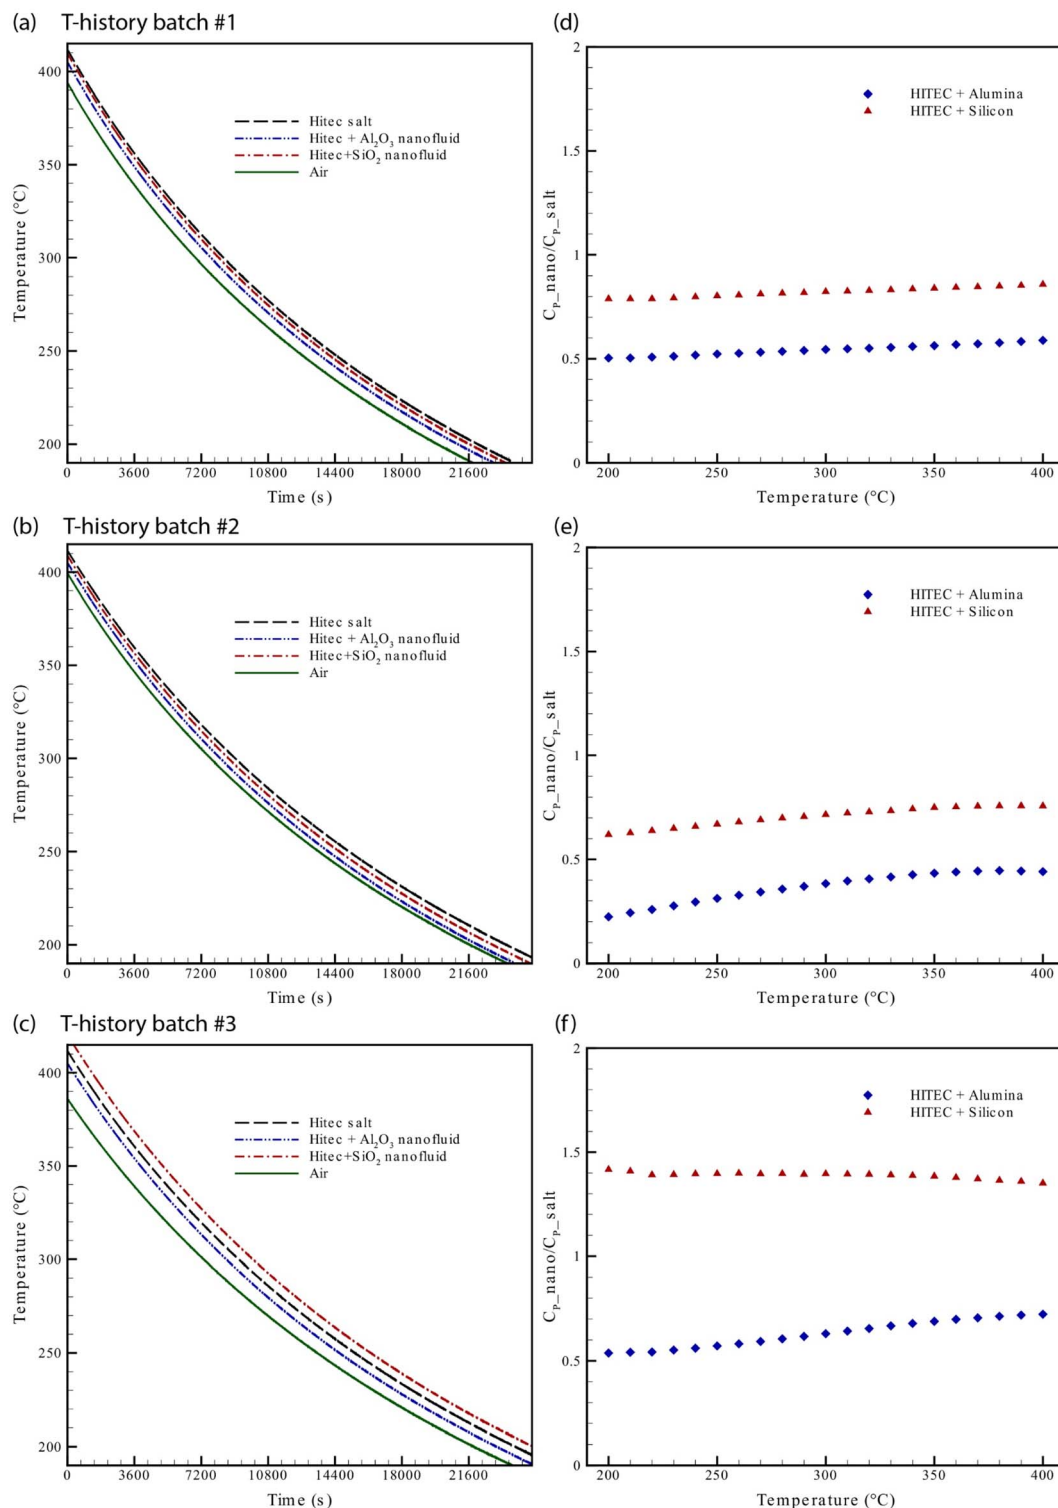 (a) T-history batch #1
400
350
300
250
200
Temperature (°C)
Hitec salt
Hitec + Al₂O₃ nanofluid
Hitec+SiO₂ nanofluid
Air
0 3600 7200 10800 14400 18000 21600
Time (s)
(d)
2
1.5
1
0.5
0
C_P_nano/C_P_salt
HITEC + Alumina
HITEC + Silicon
200 250 300 350 400
Temperature (°C)
(b) T-history batch #2
400
350
300
250
200
Temperature (°C)
Hitec salt
Hitec + Al₂O₃ nanofluid
Hitec+SiO₂ nanofluid
Air
0 3600 7200 10800 14400 18000 21600
Time (s)
(e)
2
1.5
1
0.5
0
C_P_nano/C_P_salt
HITEC + Alumina
HITEC + Silicon
200 250 300 350 400
Temperature (°C)
(c) T-history batch #3
400
350
300
250
200
Temperature (°C)
Hitec salt
Hitec + Al₂O₃ nanofluid
Hitec+SiO₂ nanofluid
Air
0 3600 7200 10800 14400 18000 21600
Time (s)
(f)
2
1.5
1
0.5
0
C_P_nano/C_P_salt
HITEC + Alumina
HITEC + Silicon
200 250 300 350 400
Temperature (°C)